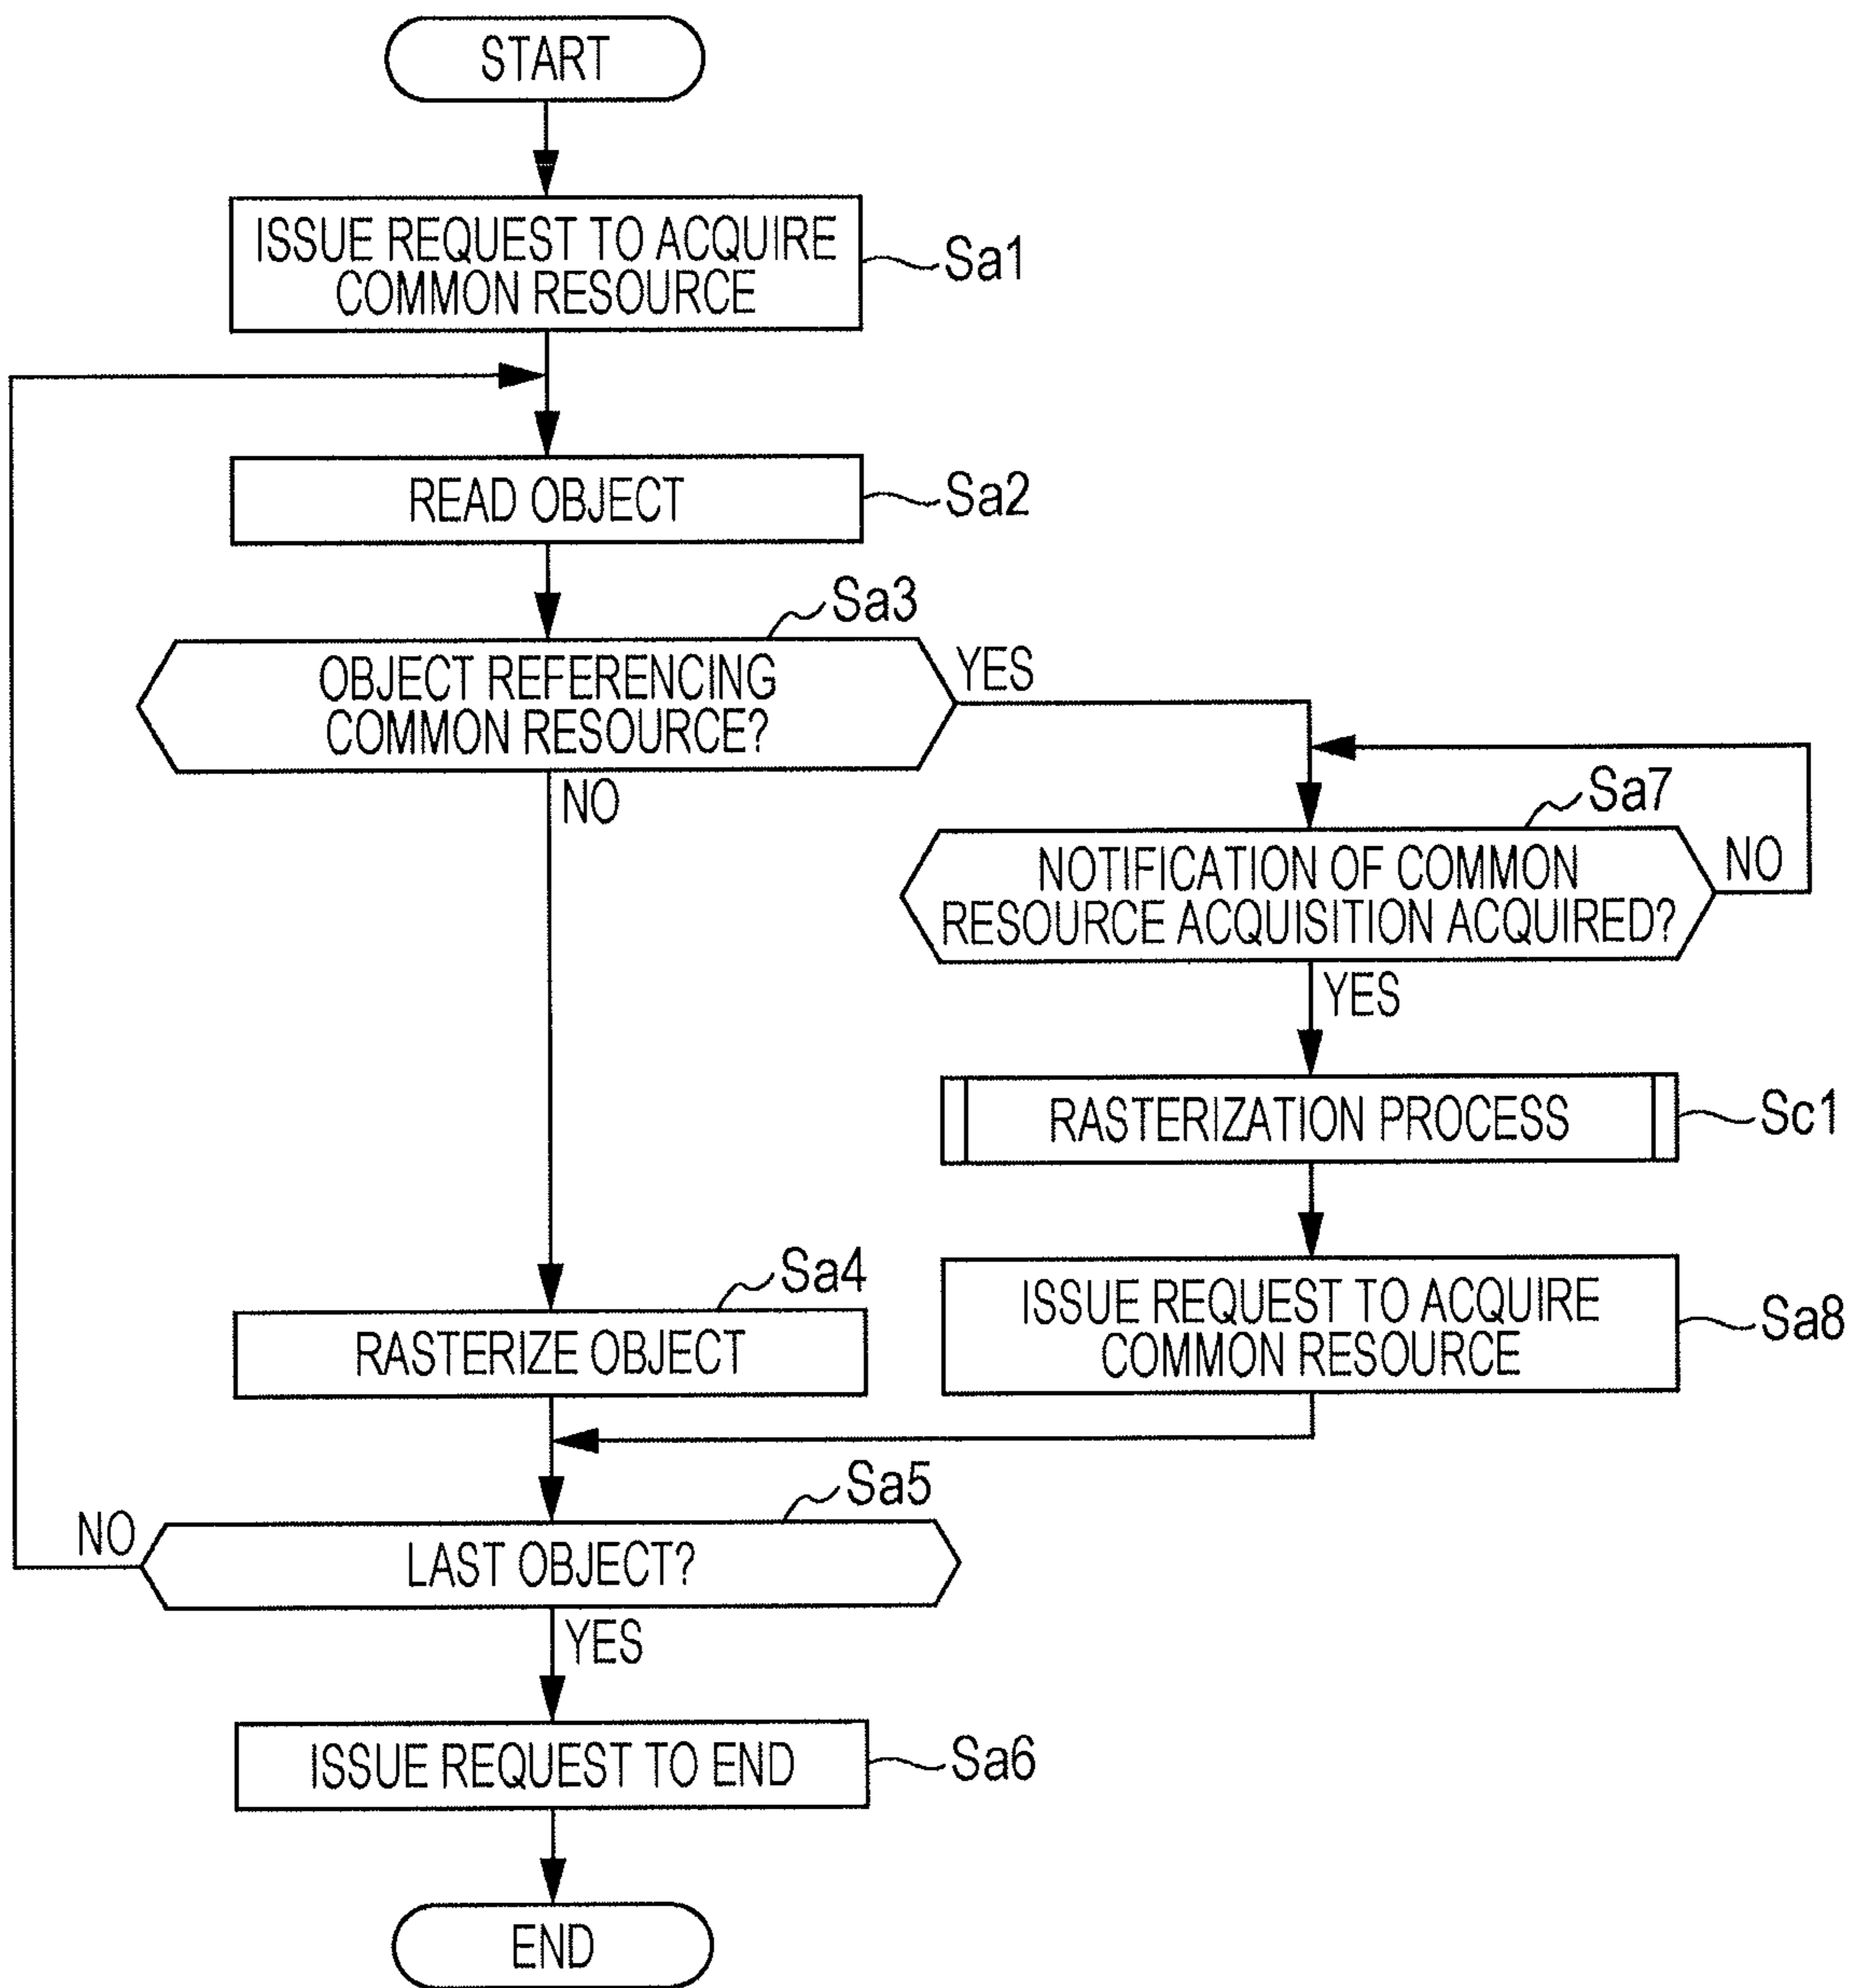 START
ISSUE REQUEST TO ACQUIRE
COMMON RESOURCE
Sa1
READ OBJECT
Sa2
Sa3
OBJECT REFERENCING
COMMON RESOURCE?
YES
NO
Sa7
NOTIFICATION OF COMMON
RESOURCE ACQUISITION ACQUIRED?
NO
YES
RASTERIZATION PROCESS
Sc1
Sa4
RASTERIZE OBJECT
ISSUE REQUEST TO ACQUIRE
COMMON RESOURCE
Sa8
Sa5
NO
LAST OBJECT?
YES
ISSUE REQUEST TO END
Sa6
END